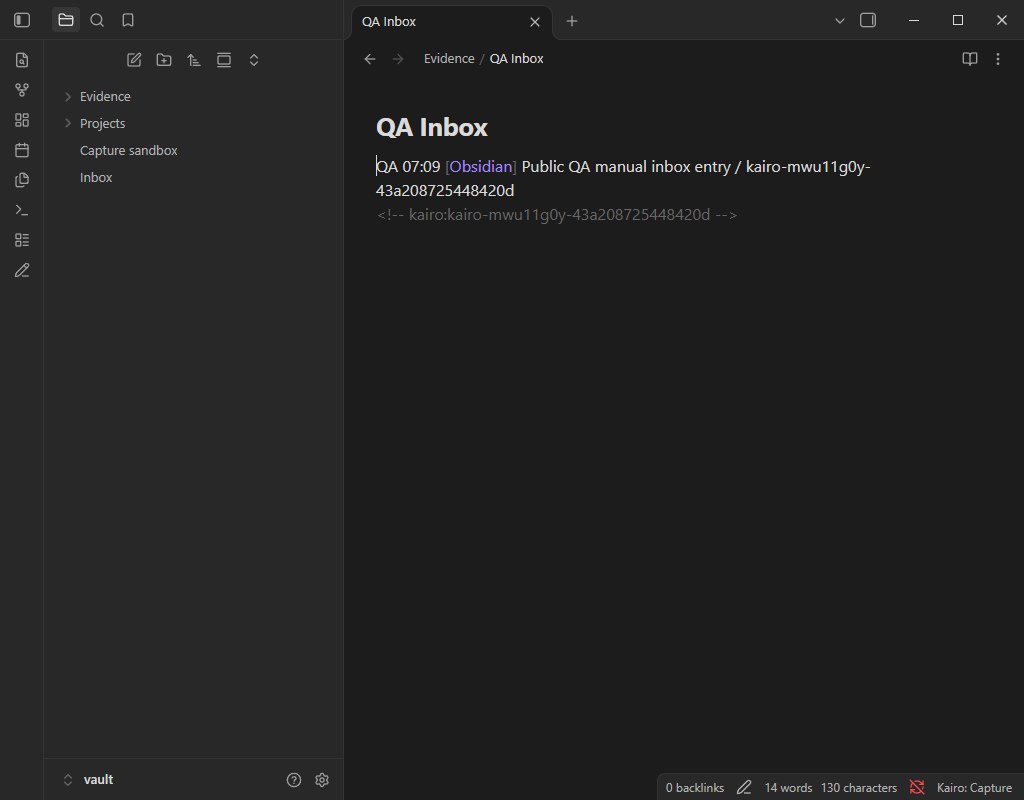 QA Inbox
Evidence / QA Inbox
Evidence
Projects
Capture sandbox
Inbox
QA Inbox
QA 07:09 [Obsidian] Public QA manual inbox entry / kairo-mwu11g0y-
43a208725448420d
<!-- kairo:kairo-mwu11g0y-43a208725448420d -->
vault
0 backlinks 14 words 130 characters Kairo: Capture